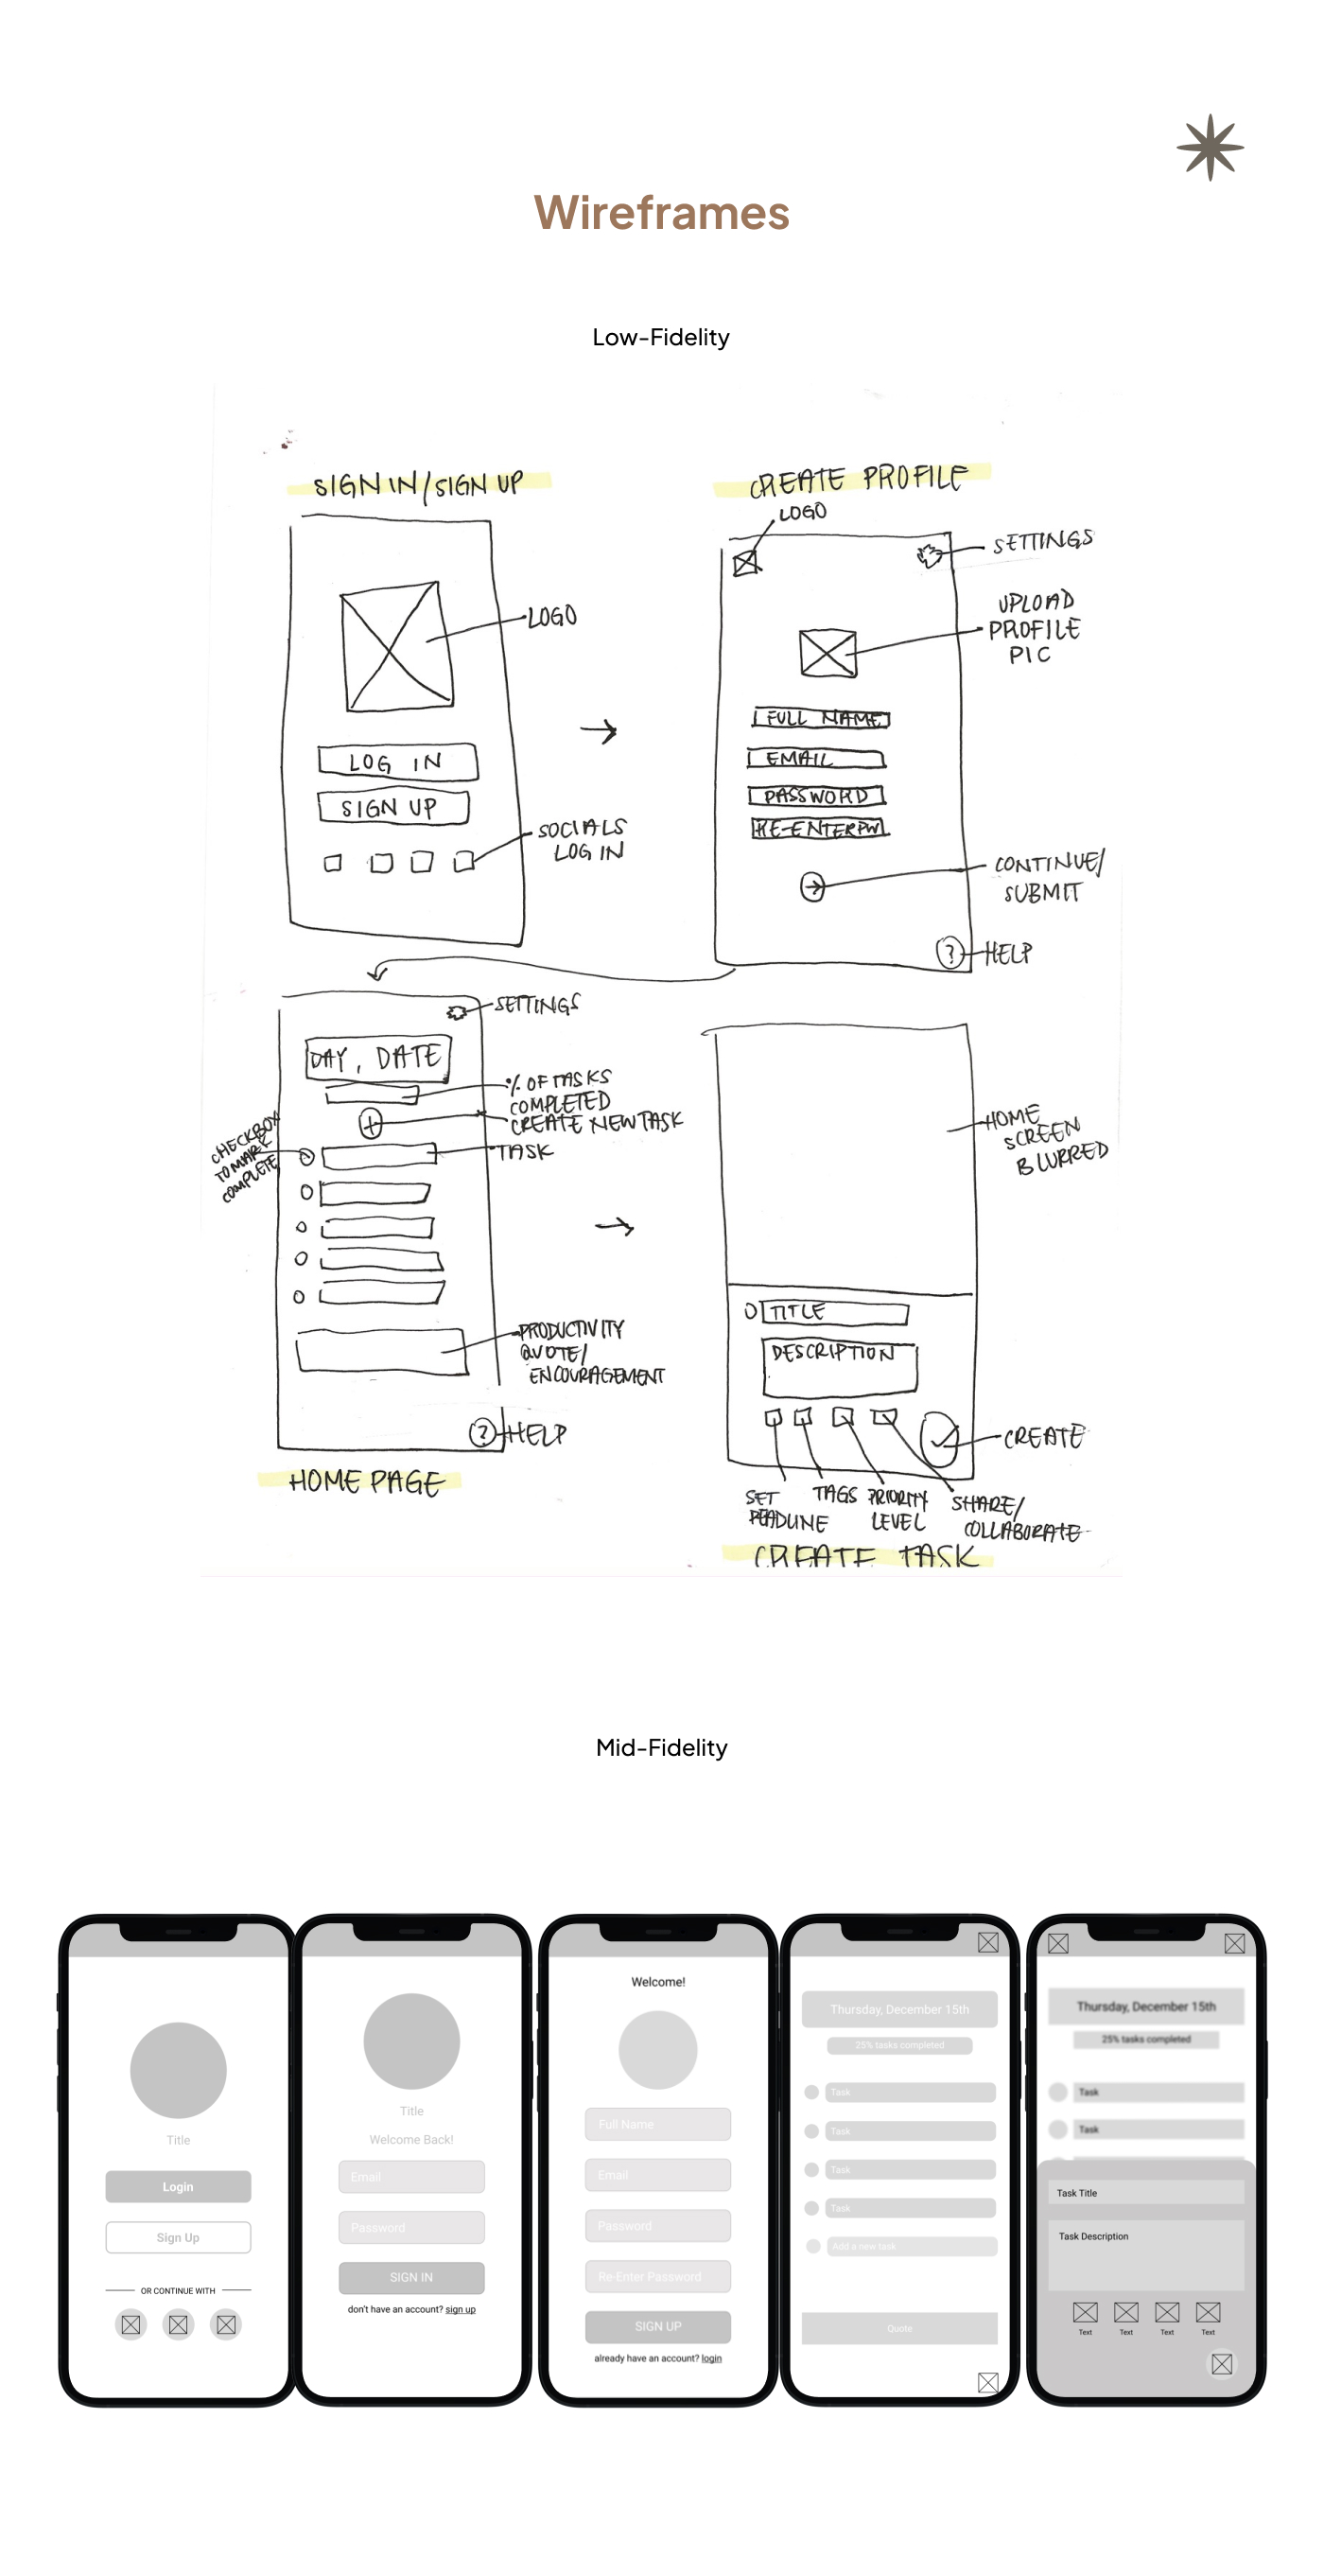 Wireframes
Low-Fidelity
SIGN IN/SIGN UP
LOGO
LOG IN
SIGN UP
SOCIALS
LOG IN
CREATE PROFILE
LOGO
SETTINGS
UPLOAD
PROFILE
PIC
FULL NAME
EMAIL
PASSWORD
RE-ENTER PW
CONTINUE/
SUBMIT
? HELP
SETTINGS
DAY, DATE
% OF TASKS
COMPLETED
CREATE NEW TASK
CHECKBOX
TO MARK
COMPLETE
TASK
PRODUCTIVITY
QUOTE/
ENCOURAGEMENT
? HELP
HOME PAGE
HOME
SCREEN
BLURRED
TITLE
DESCRIPTION
CREATE
SET
DEADLINE
TAGS
PRIORITY
LEVEL
SHARE/
COLLABORATE
CREATE TASK
Mid-Fidelity
Title
Login
Sign Up
OR CONTINUE WITH
Title
Welcome Back!
Email
Password
SIGN IN
don't have an account? sign up
Welcome!
Full Name
Email
Password
Re-Enter Password
SIGN UP
already have an account? login
Thursday, December 15th
25% tasks completed
Task
Task
Task
Task
Add a new task
Quote
Thursday, December 15th
25% tasks completed
Task
Task
Task Title
Task Description
Text
Text
Text
Text